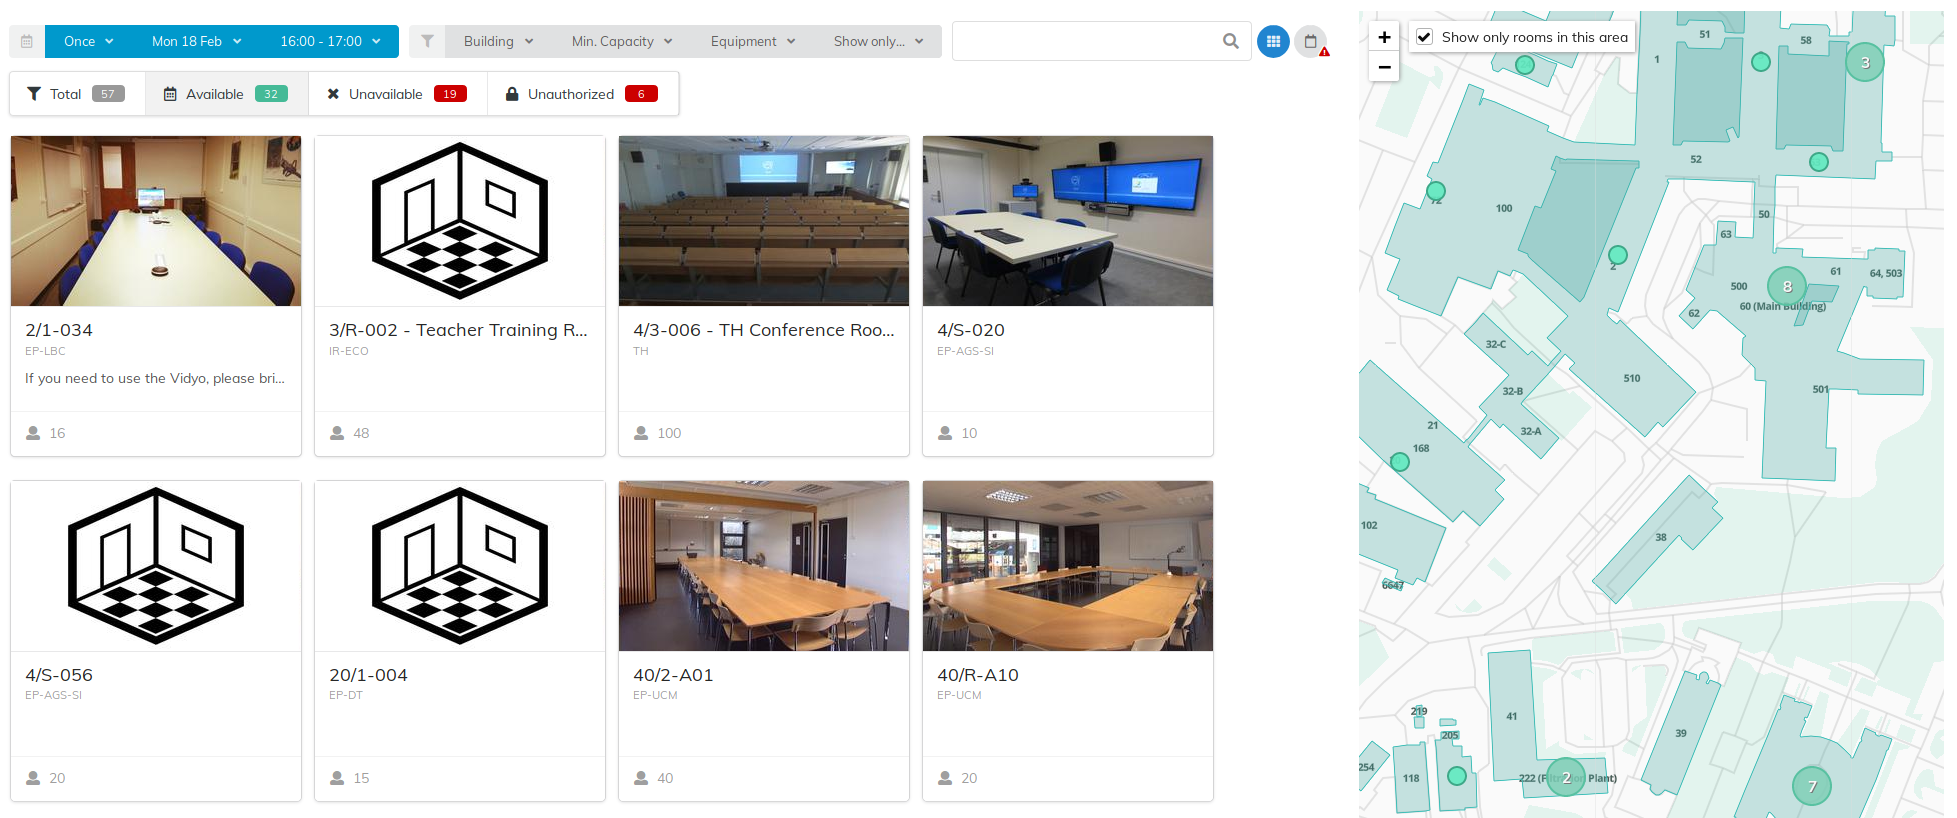 Once Mon 18 Feb 16:00 - 17:00 Building Min. Capacity Equipment Show only...
Total 57 Available 32 Unavailable 19 Unauthorized 6
2/1-034
EP-LBC
If you need to use the Vidyo, please bri...
16
3/R-002 - Teacher Training R...
IR-ECO
48
4/3-006 - TH Conference Roo...
TH
100
4/S-020
EP-AGS-SI
10
4/S-056
EP-AGS-SI
20
20/1-004
EP-DT
15
40/2-A01
EP-UCM
40
40/R-A10
EP-UCM
20
+
−
Show only rooms in this area
51
58
1
3
52
100
50
63
2
61
64, 503
500
8
60 (Main Building)
62
32-C
510
32-B
501
21
32-A
168
102
38
6647
219
41
205
39
254
118
222 (Filtration Plant)
2
7